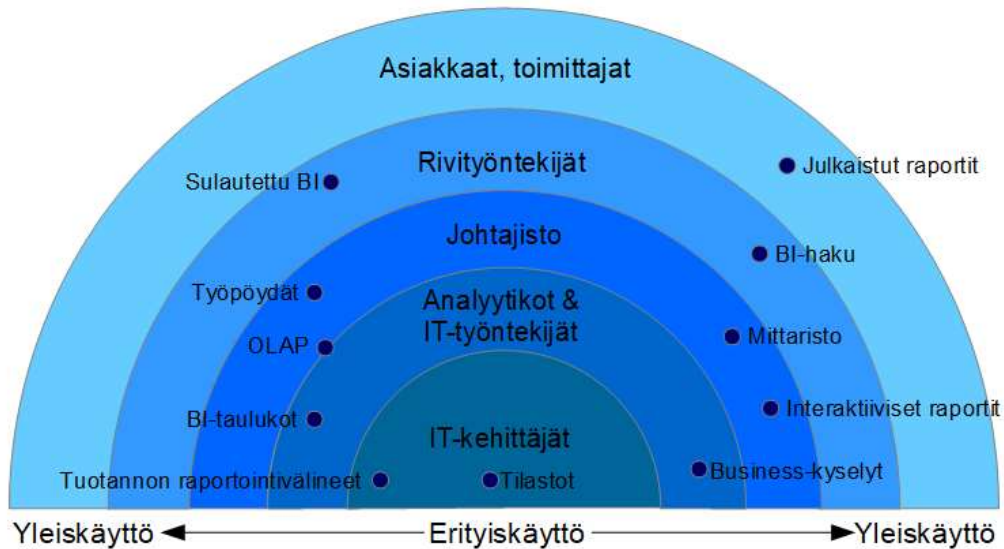 Asiakkaat, toimittajat
Rivityöntekijät
Julkaistut raportit
Sulautettu BI
Johtajisto
BI-haku
Työpöydät
Analyytikot &
IT-työntekijät
Mittaristo
OLAP
Interaktiiviset raportit
BI-taulukot
IT-kehittäjät
Business-kyselyt
Tuotannon raportointivälineet
Tilastot
Yleiskäyttö
Erityiskäyttö
Yleiskäyttö